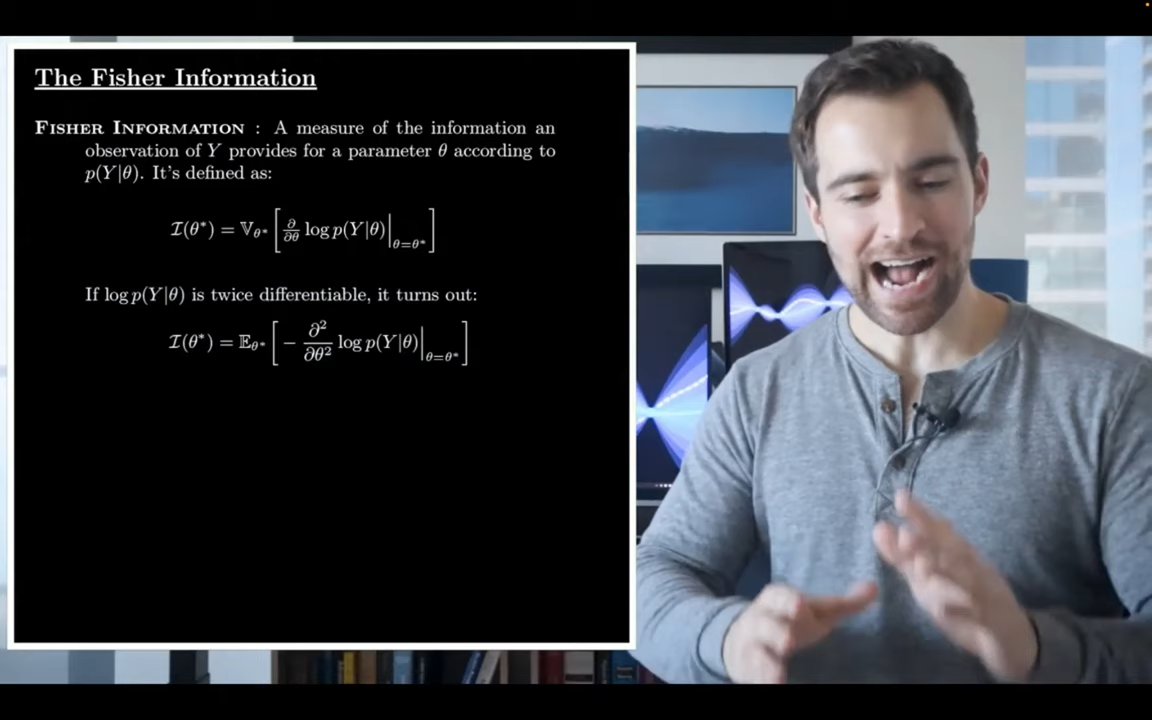 The Fisher Information
FISHER INFORMATION : A measure of the information an
observation of Y provides for a parameter θ according to
p(Y|θ). It's defined as:
I(θ*) = 𝕍_θ* [ ∂/∂θ log p(Y|θ)|_θ=θ* ]
If log p(Y|θ) is twice differentiable, it turns out:
I(θ*) = 𝔼_θ* [ − ∂²/∂θ² log p(Y|θ)|_θ=θ* ]